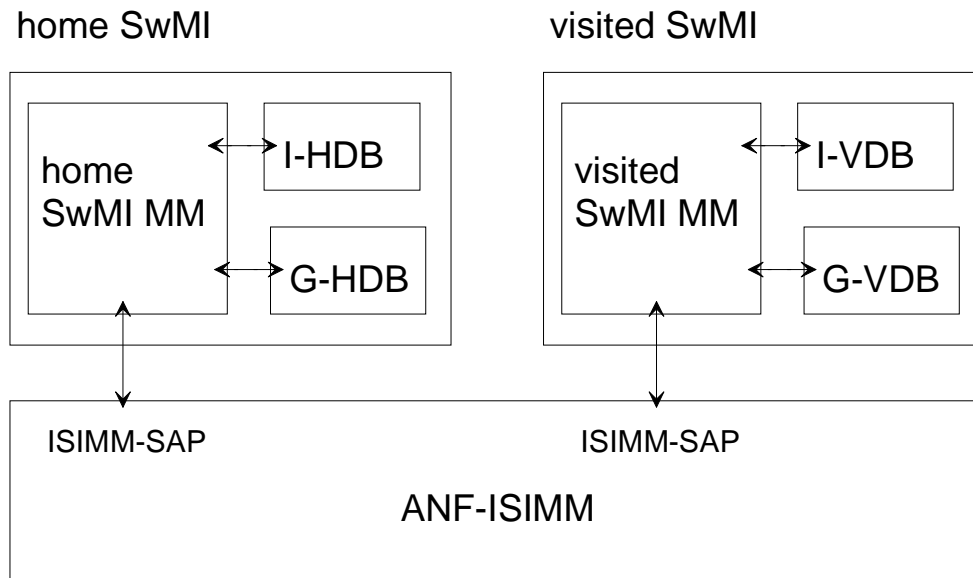 home SwMI
visited SwMI
home
SwMI MM
I-HDB
G-HDB
visited
SwMI MM
I-VDB
G-VDB
ISIMM-SAP
ISIMM-SAP
ANF-ISIMM